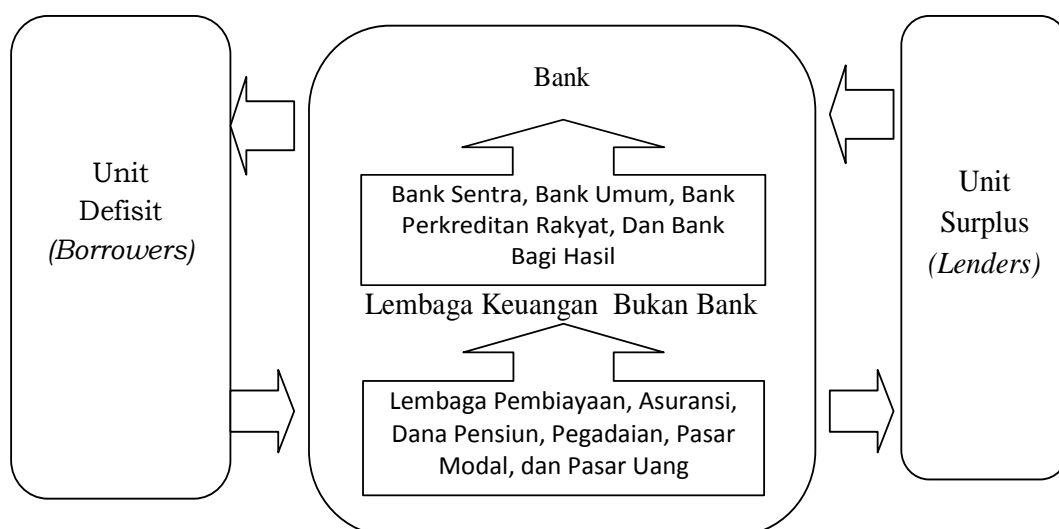 Unit
Defisit
(Borrowers)
Bank
Bank Sentra, Bank Umum, Bank
Perkreditan Rakyat, Dan Bank
Bagi Hasil
Lembaga Keuangan Bukan Bank
Lembaga Pembiayaan, Asuransi,
Dana Pensiun, Pegadaian, Pasar
Modal, dan Pasar Uang
Unit
Surplus
(Lenders)